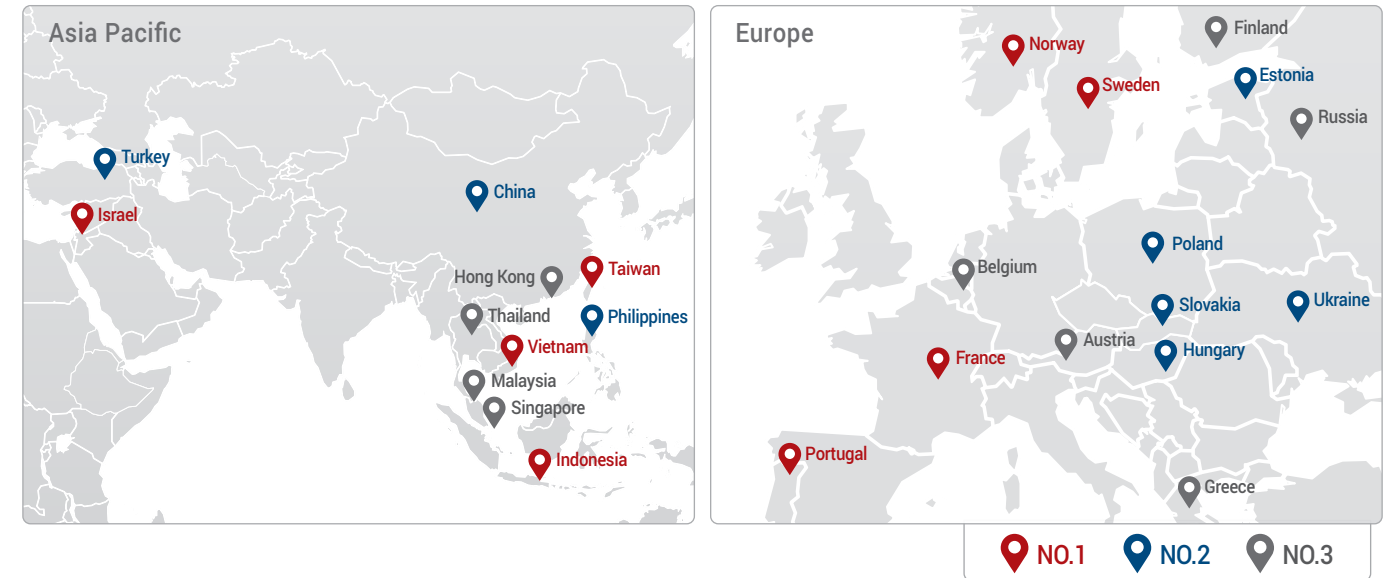 Asia Pacific
Turkey
China
Israel
Taiwan
Hong Kong
Thailand
Philippines
Vietnam
Malaysia
Singapore
Indonesia
Europe
Finland
Norway
Estonia
Sweden
Russia
Poland
Belgium
Slovakia
Ukraine
Austria
Hungary
France
Portugal
Greece
NO.1 NO.2 NO.3